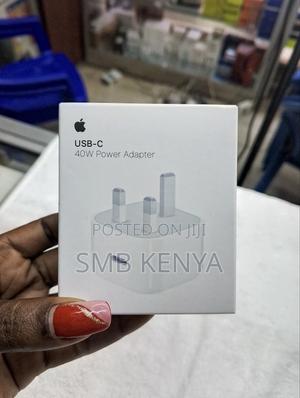 USB-C
40W Power Adapter
POSTED ON JIJI
SMB KENYA